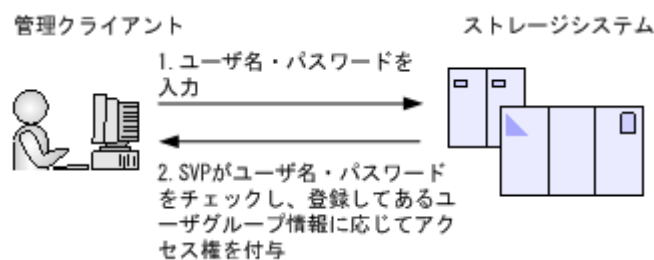 管理クライアント
ストレージシステム
1. ユーザ名・パスワードを
入力
2. SVPがユーザ名・パスワード
をチェックし、登録してあるユ
ーザグループ情報に応じてアク
セス権を付与